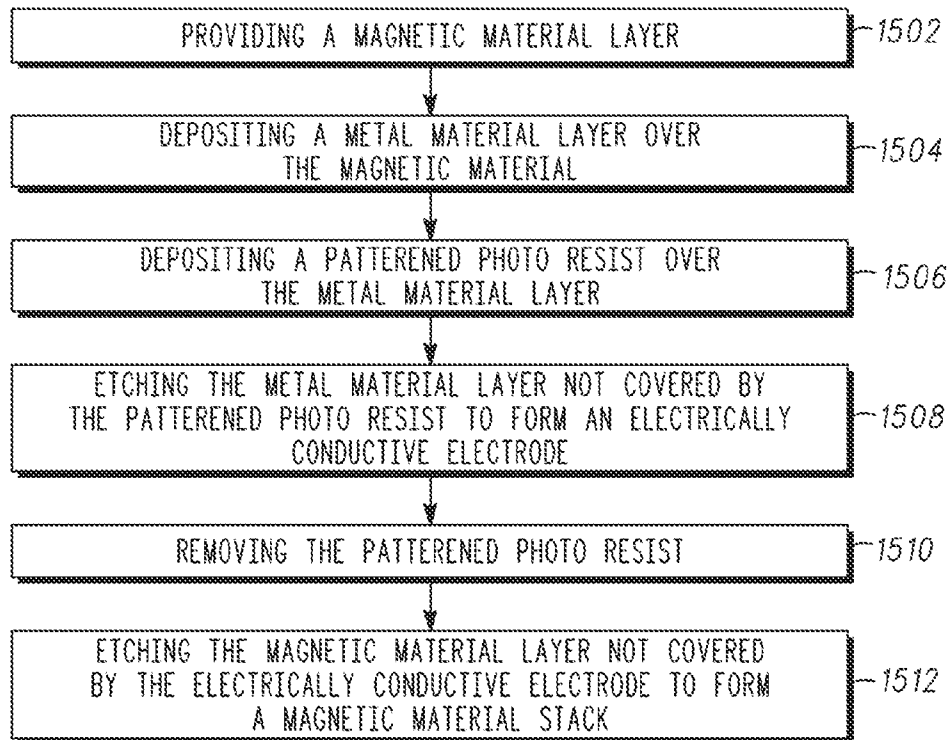 PROVIDING A MAGNETIC MATERIAL LAYER
1502
DEPOSITING A METAL MATERIAL LAYER OVER
THE MAGNETIC MATERIAL
1504
DEPOSITING A PATTERENED PHOTO RESIST OVER
THE METAL MATERIAL LAYER
1506
ETCHING THE METAL MATERIAL LAYER NOT COVERED BY
THE PATTERENED PHOTO RESIST TO FORM AN ELECTRICALLY
CONDUCTIVE ELECTRODE
1508
REMOVING THE PATTERENED PHOTO RESIST
1510
ETCHING THE MAGNETIC MATERIAL LAYER NOT COVERED
BY THE ELECTRICALLY CONDUCTIVE ELECTRODE TO FORM
A MAGNETIC MATERIAL STACK
1512